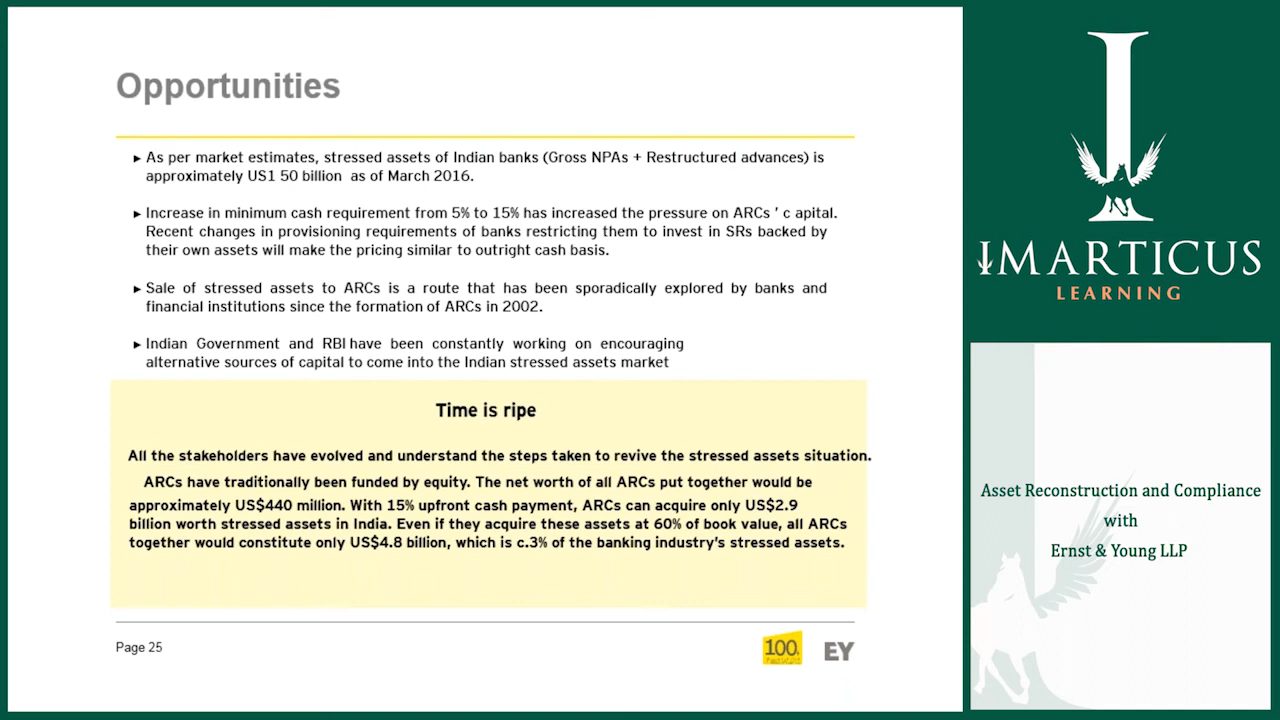 Opportunities
▸ As per market estimates, stressed assets of Indian banks (Gross NPAs + Restructured advances) is
approximately US1 50 billion as of March 2016.
▸ Increase in minimum cash requirement from 5% to 15% has increased the pressure on ARCs ' c apital.
Recent changes in provisioning requirements of banks restricting them to invest in SRs backed by
their own assets will make the pricing similar to outright cash basis.
▸ Sale of stressed assets to ARCs is a route that has been sporadically explored by banks and
financial institutions since the formation of ARCs in 2002.
▸ Indian Government and RBI have been constantly working on encouraging
alternative sources of capital to come into the Indian stressed assets market
Time is ripe
All the stakeholders have evolved and understand the steps taken to revive the stressed assets situation.
ARCs have traditionally been funded by equity. The net worth of all ARCs put together would be
approximately US$440 million. With 15% upfront cash payment, ARCs can acquire only US$2.9
billion worth stressed assets in India. Even if they acquire these assets at 60% of book value, all ARCs
together would constitute only US$4.8 billion, which is c.3% of the banking industry's stressed assets.
Page 25
100
EY
IMARTICUS
LEARNING
Asset Reconstruction and Compliance
with
Ernst & Young LLP